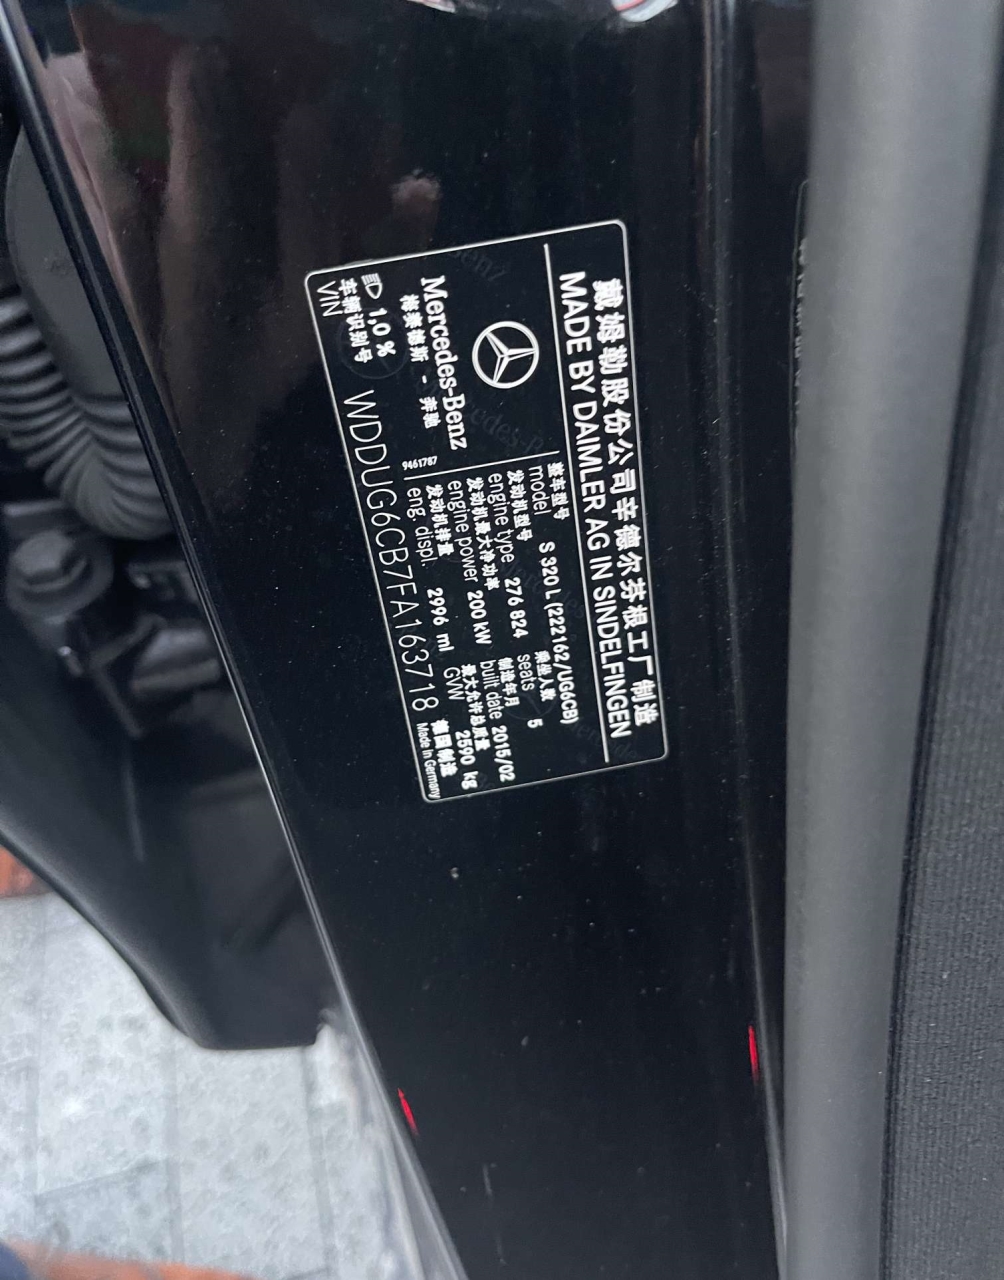 戴姆勒股份公司辛德尔芬根工厂制造
MADE BY DAIMLER AG IN SINDELFINGEN
Mercedes-Benz
梅赛德斯 - 奔驰
9461787
整车型号
model S 320 L (222162/UG6CB)
发动机型号 乘坐人数
engine type 276 824 seats 5
发动机最大净功率 制造年月
engine power 200 kW built date 2015/02
发动机排量 最大允许总质量
eng. displ. 2996 ml GVW 2590 kg
1,0 %
车辆识别号 德国制造
VIN WDDUG6CB7FA163718 Made in Germany